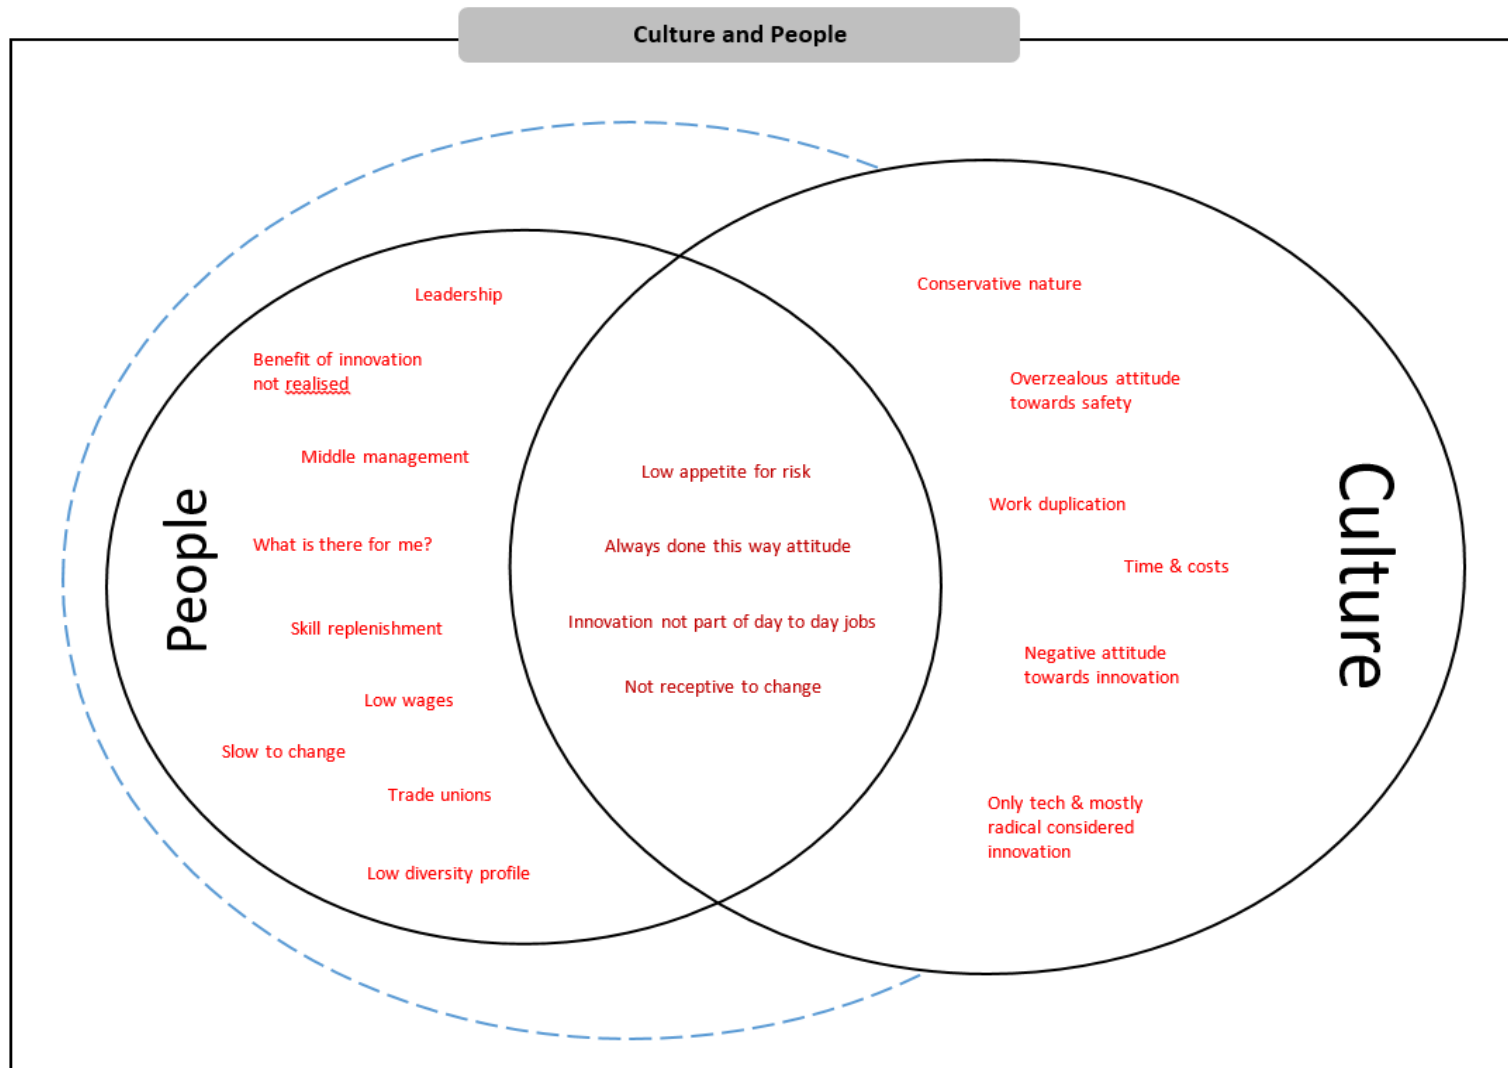 Culture and People
People
Leadership
Benefit of innovation
not realised
Middle management
What is there for me?
Skill replenishment
Low wages
Slow to change
Trade unions
Low diversity profile
Low appetite for risk
Always done this way attitude
Innovation not part of day to day jobs
Not receptive to change
Conservative nature
Overzealous attitude
towards safety
Work duplication
Time & costs
Negative attitude
towards innovation
Only tech & mostly
radical considered
innovation
Culture